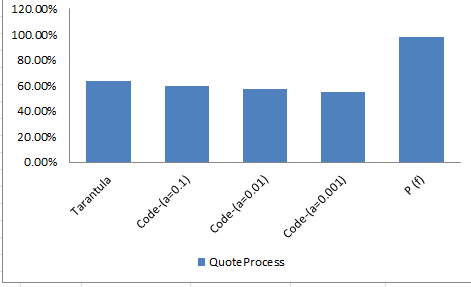 120.00%
100.00%
80.00%
60.00%
40.00%
20.00%
0.00%
Tarantula
Code-(a=0.1)
Code-(a=0.01)
Code-(a=0.001)
P (f)
QuoteProcess